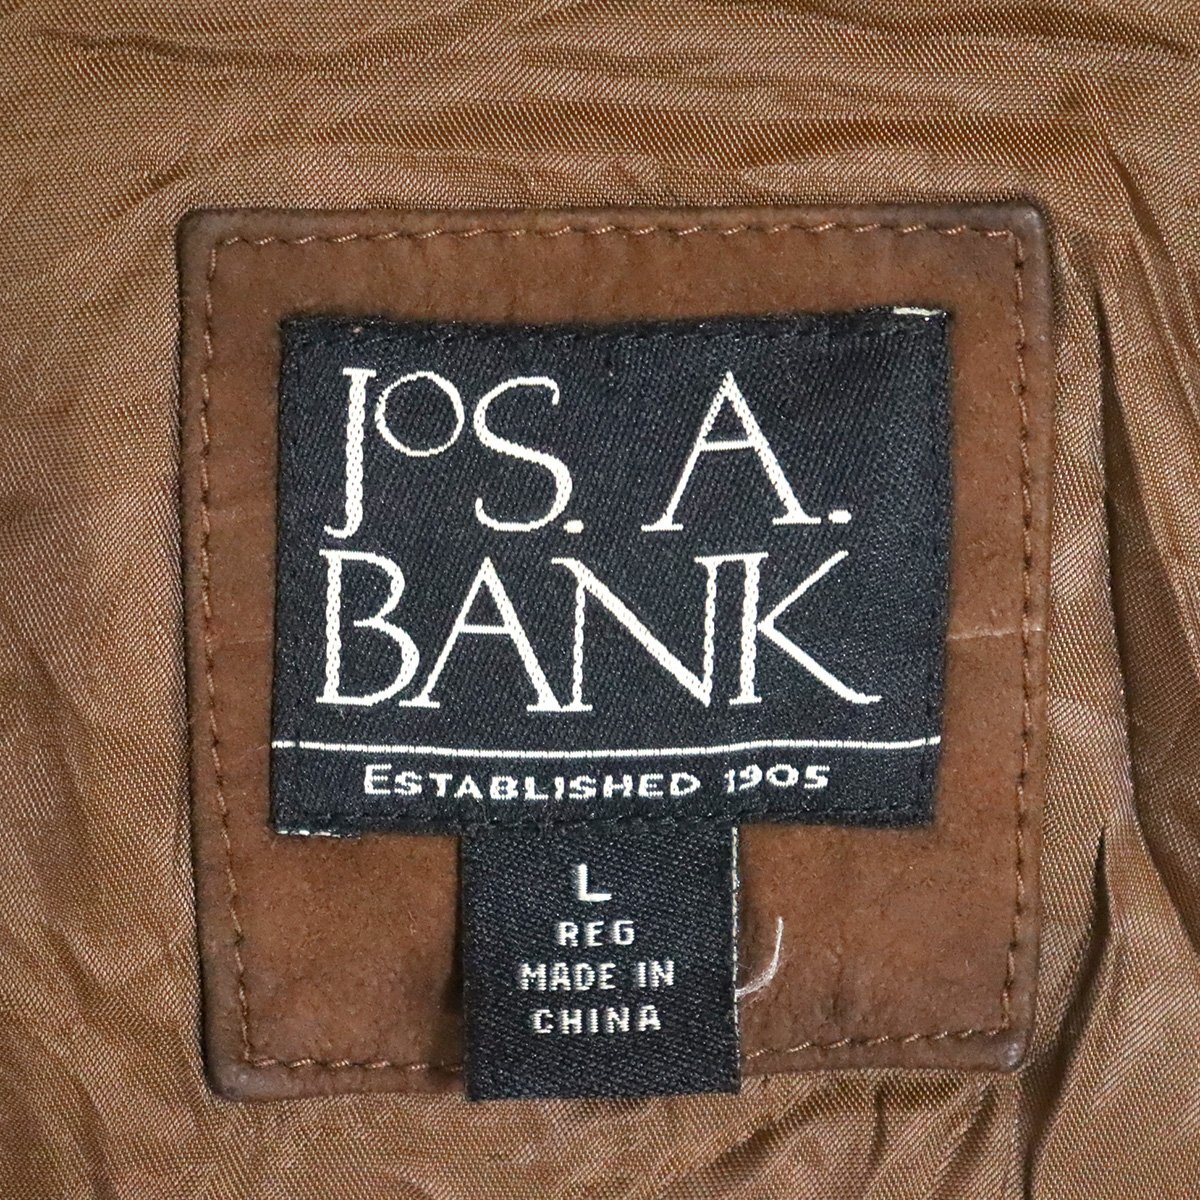 JoS. A.
BANK
ESTABLISHED 1905
L
REG
MADE IN
CHINA